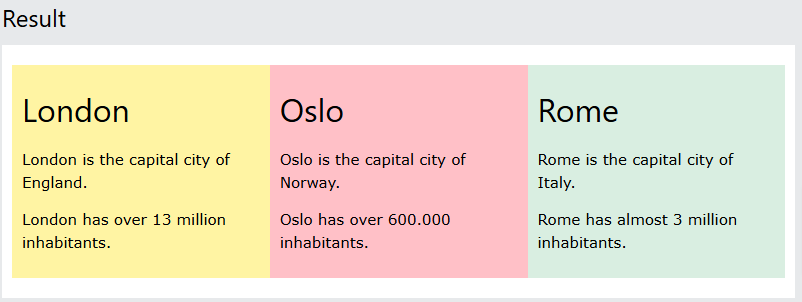 Result
London
London is the capital city of
England.
London has over 13 million
inhabitants.
Oslo
Oslo is the capital city of
Norway.
Oslo has over 600.000
inhabitants.
Rome
Rome is the capital city of
Italy.
Rome has almost 3 million
inhabitants.